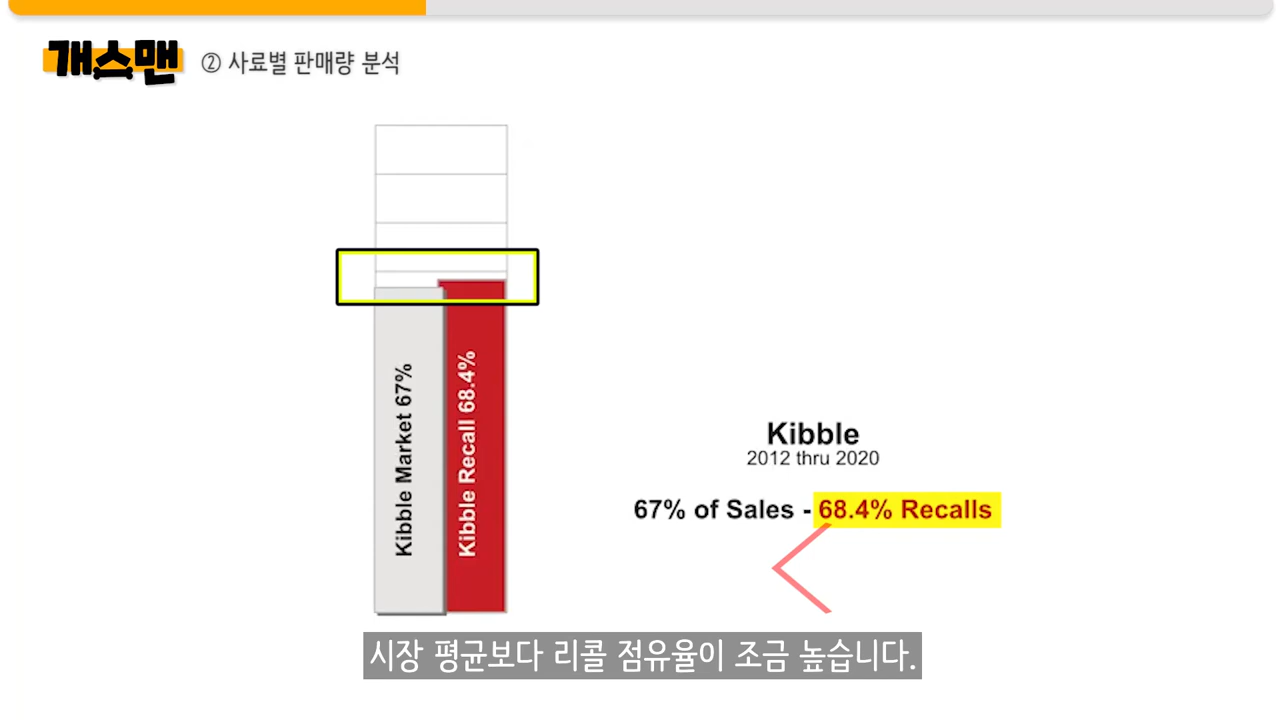 개스맨
② 사료별 판매량 분석
Kibble Market 67%
Kibble Recall 68.4%
Kibble
2012 thru 2020
67% of Sales - 68.4% Recalls
시장 평균보다 리콜 점유율이 조금 높습니다.